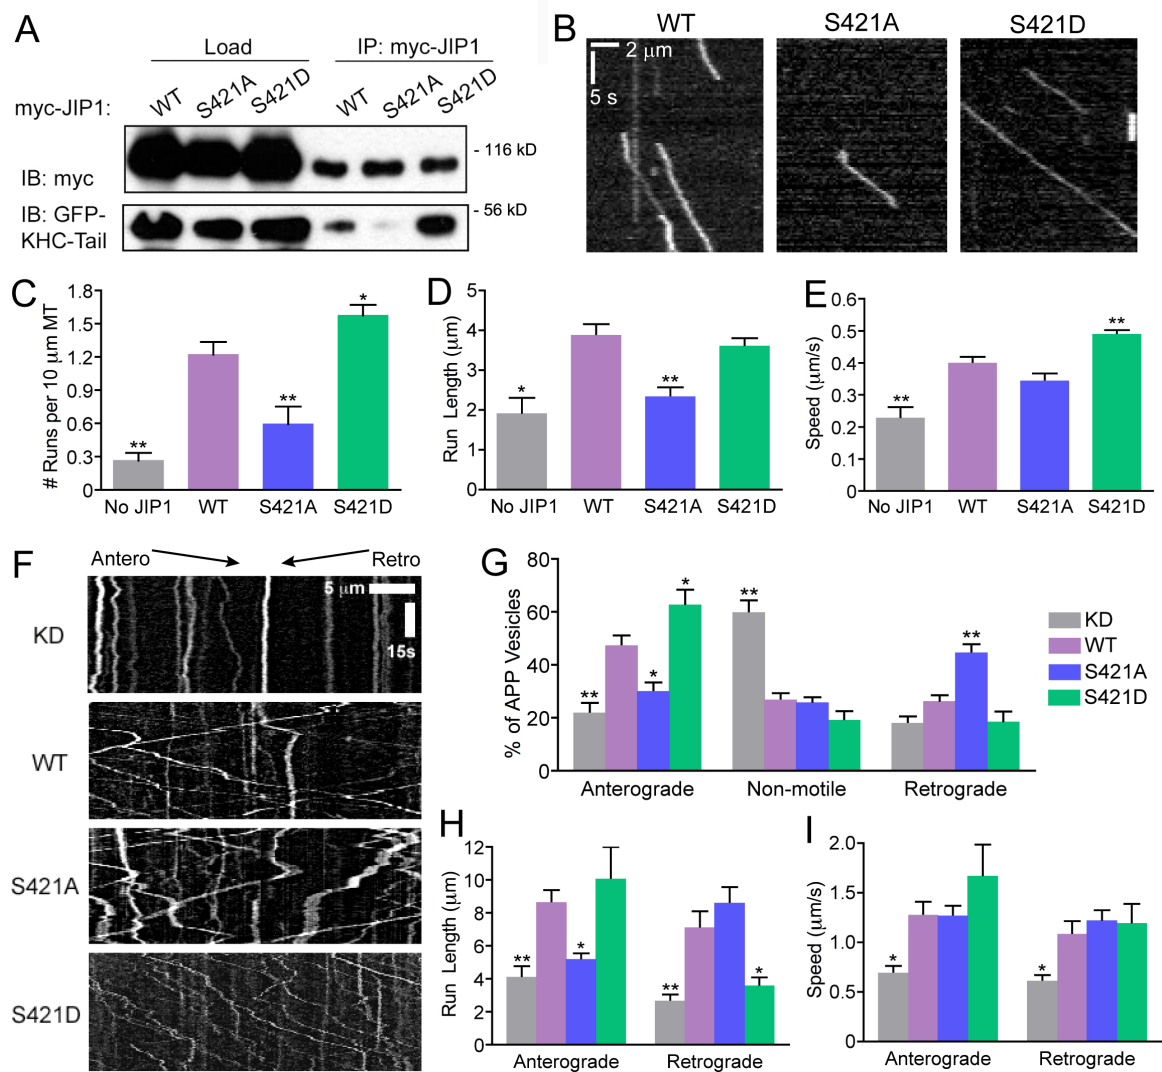 A
Load
IP: myc-JIP1
myc-JIP1:
WT
S421A
S421D
WT
S421A
S421D
IB: myc
- 116 kD
IB: GFP-
KHC-Tail
- 56 kD
B
WT
S421A
S421D
2 µm
5 s
C
# Runs per 10 µm MT
1.8
1.5
1.2
0.9
0.6
0.3
0
**
**
*
No JIP1
WT
S421A
S421D
D
Run Length (µm)
5
4
3
2
1
0
*
**
No JIP1
WT
S421A
S421D
E
Speed (µm/s)
0.6
0.5
0.4
0.3
0.2
0.1
0
**
**
No JIP1
WT
S421A
S421D
F
Antero
Retro
5 µm
15s
KD
WT
S421A
S421D
G
% of APP Vesicles
80
60
40
20
0
**
*
*
**
**
Anterograde
Non-motile
Retrograde
KD
WT
S421A
S421D
H
Run Length (µm)
12
10
8
6
4
2
0
**
*
**
*
Anterograde
Retrograde
I
Speed (µm/s)
2.0
1.5
1.0
0.5
0.0
*
*
Anterograde
Retrograde